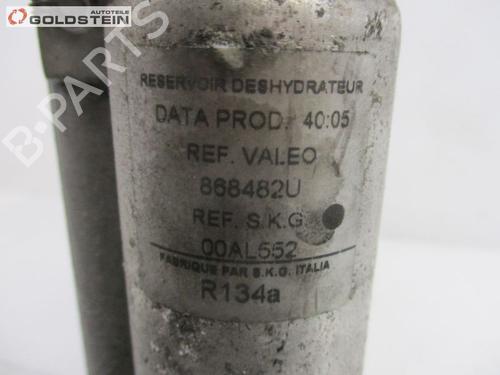 AUTOTEILE
GOLDSTEIN
B-PARTS
RESERVOIR DESHYDRATEUR
DATA PROD. 40:05
REF. VALEO
868482U
REF. S.K.G
00AL552
FABRIQUE PAR S.K.G. ITALIA
R134a